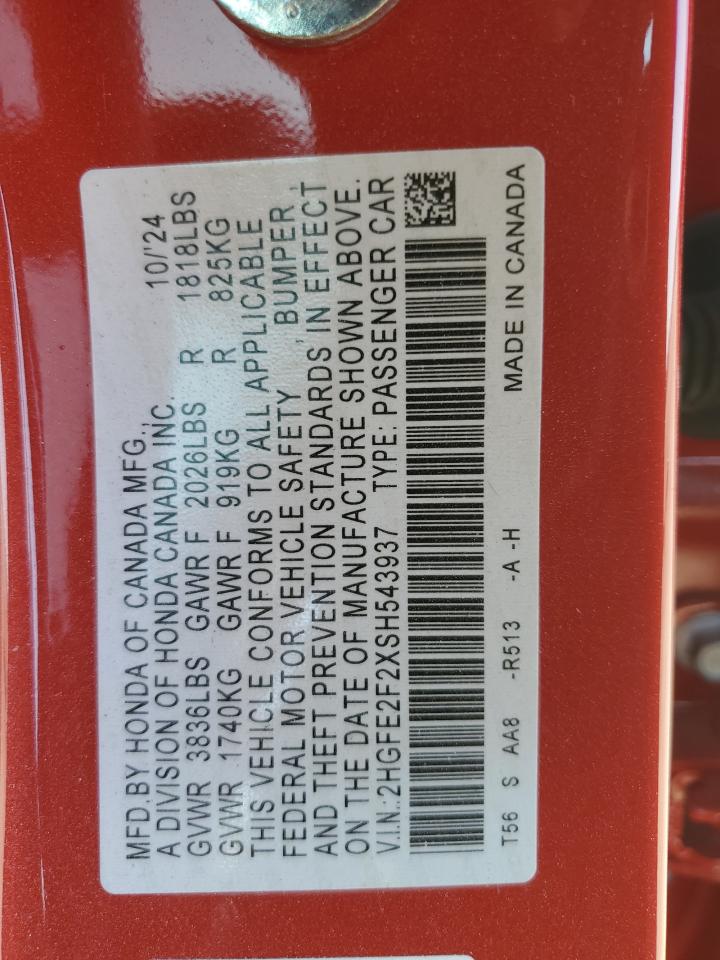 MFD.BY HONDA OF CANADA MFG.,
A DIVISION OF HONDA CANADA INC. 10/'24
GVWR 3836LBS GAWR F 2026LBS R 1818LBS
GVWR 1740KG GAWR F 919KG R 825KG
THIS VEHICLE CONFORMS TO ALL APPLICABLE
FEDERAL MOTOR VEHICLE SAFETY, BUMPER,
AND THEFT PREVENTION STANDARDS IN EFFECT
ON THE DATE OF MANUFACTURE SHOWN ABOVE.
V.I.N.:2HGFE2F2XSH543937 TYPE: PASSENGER CAR
T56 S AA8 -R513 -A -H MADE IN CANADA